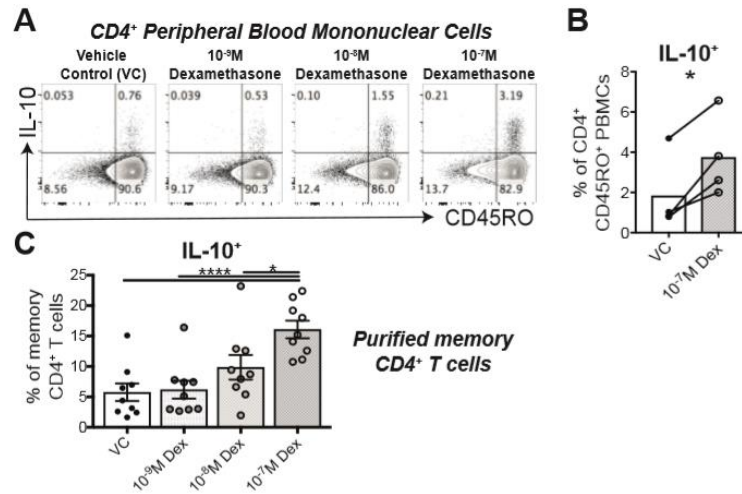 A
CD4⁺ Peripheral Blood Mononuclear Cells
Vehicle Control (VC)
10⁻⁹M Dexamethasone
10⁻⁸M Dexamethasone
10⁻⁷M Dexamethasone
IL-10
0.053 0.76
8.56 90.6
0.039 0.53
9.17 90.3
0.10 1.55
12.4 86.0
0.21 3.19
13.7 82.9
CD45RO
B
IL-10⁺
*
% of CD4⁺
CD45RO⁺ PBMCs
8
6
4
2
0
VC
10⁻⁷M Dex
C
IL-10⁺
**** *
% of memory
CD4⁺ T cells
25
20
15
10
5
0
VC
10⁻⁹M Dex
10⁻⁸M Dex
10⁻⁷M Dex
Purified memory
CD4⁺ T cells